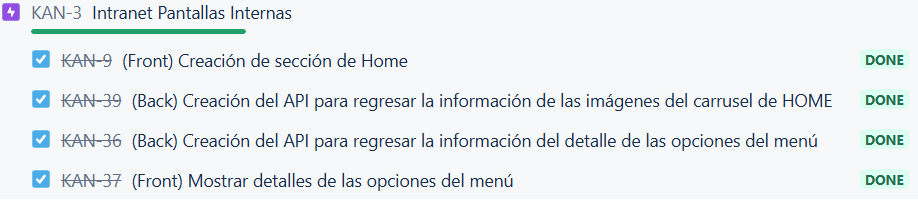 KAN-3 Intranet Pantallas Internas
KAN-9 (Front) Creación de sección de Home DONE
KAN-39 (Back) Creación del API para regresar la información de las imágenes del carrusel de HOME DONE
KAN-36 (Back) Creación del API para regresar la información del detalle de las opciones del menú DONE
KAN-37 (Front) Mostrar detalles de las opciones del menú DONE